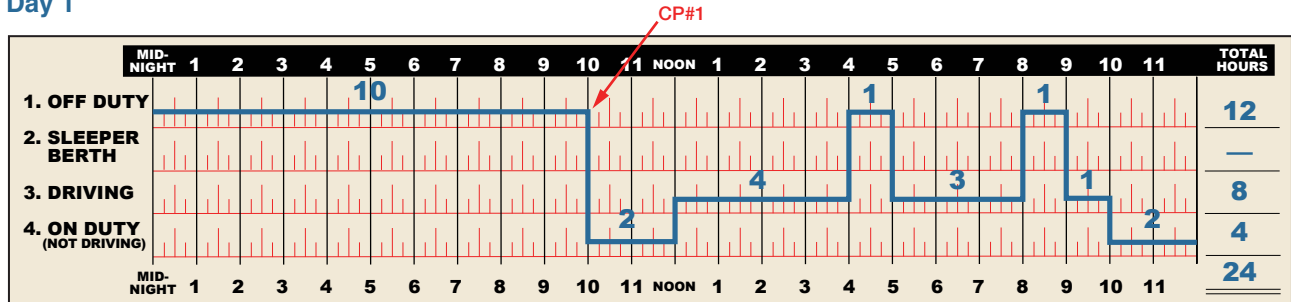 Day 1
CP#1
MID-NIGHT 1 2 3 4 5 6 7 8 9 10 11 NOON 1 2 3 4 5 6 7 8 9 10 11 TOTAL HOURS
1. OFF DUTY 10 1 1 12
2. SLEEPER BERTH —
3. DRIVING 4 3 1 8
4. ON DUTY (NOT DRIVING) 2 2 4
MID-NIGHT 1 2 3 4 5 6 7 8 9 10 11 NOON 1 2 3 4 5 6 7 8 9 10 11 24